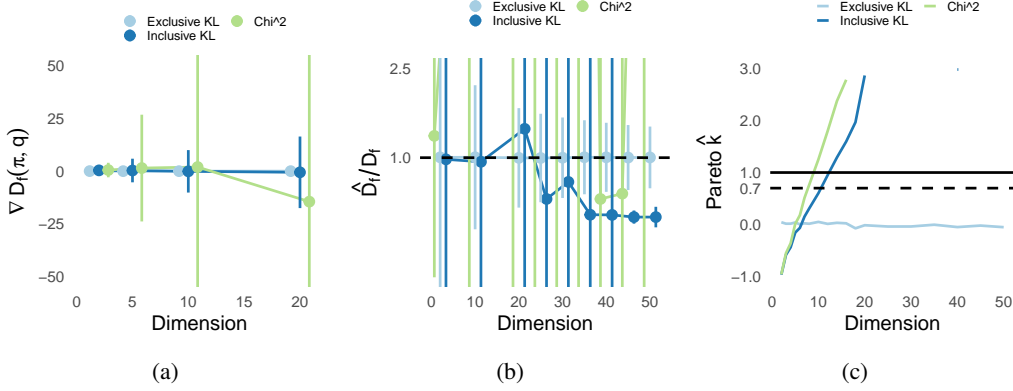 Exclusive KL
Chi^2
Inclusive KL
∇ D_f(π, q)
50
25
0
−25
−50
0
5
10
15
20
Dimension
(a)
Exclusive KL
Chi^2
Inclusive KL
D̂_f/D_f
2.5
1.0
0
10
20
30
40
50
Dimension
(b)
Exclusive KL
Chi^2
Inclusive KL
Pareto k̂
3.0
1.0
0.7
0.0
−1.0
0
10
20
30
40
50
Dimension
(c)